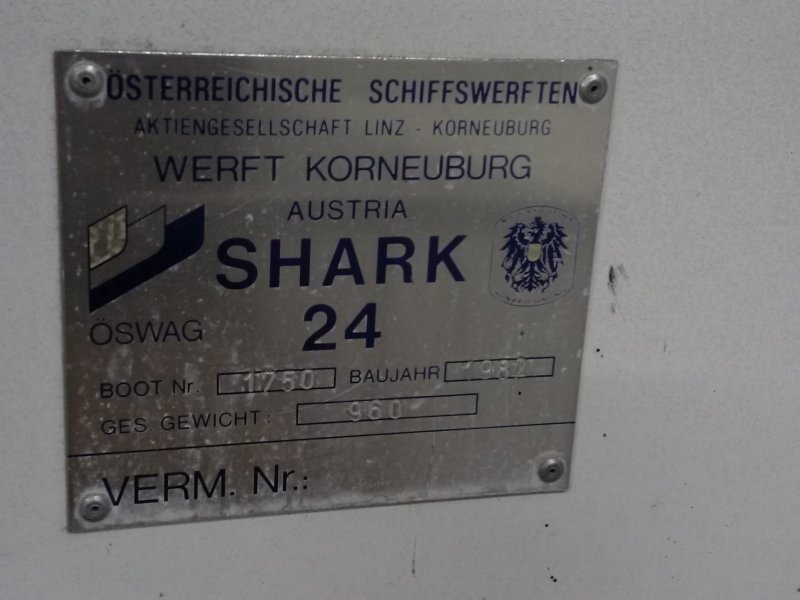 ÖSTERREICHISCHE SCHIFFSWERFTEN
AKTIENGESELLSCHAFT LINZ - KORNEUBURG
WERFT KORNEUBURG
AUSTRIA
SHARK
24
ÖSWAG
BOOT Nr. 1750 BAUJAHR 1982
GES. GEWICHT: 960
VERM. Nr.: